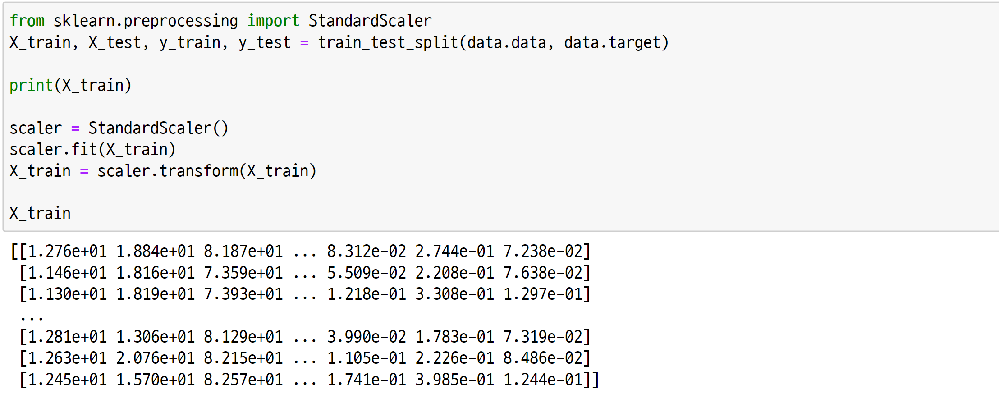 from sklearn.preprocessing import StandardScaler
X_train, X_test, y_train, y_test = train_test_split(data.data, data.target)
print(X_train)
scaler = StandardScaler()
scaler.fit(X_train)
X_train = scaler.transform(X_train)
X_train
[[1.276e+01 1.884e+01 8.187e+01 ... 8.312e-02 2.744e-01 7.238e-02]
[1.146e+01 1.816e+01 7.359e+01 ... 5.509e-02 2.208e-01 7.638e-02]
[1.130e+01 1.819e+01 7.393e+01 ... 1.218e-01 3.308e-01 1.297e-01]
...
[1.281e+01 1.306e+01 8.129e+01 ... 3.990e-02 1.783e-01 7.319e-02]
[1.263e+01 2.076e+01 8.215e+01 ... 1.105e-01 2.226e-01 8.486e-02]
[1.245e+01 1.570e+01 8.257e+01 ... 1.741e-01 3.985e-01 1.244e-01]]